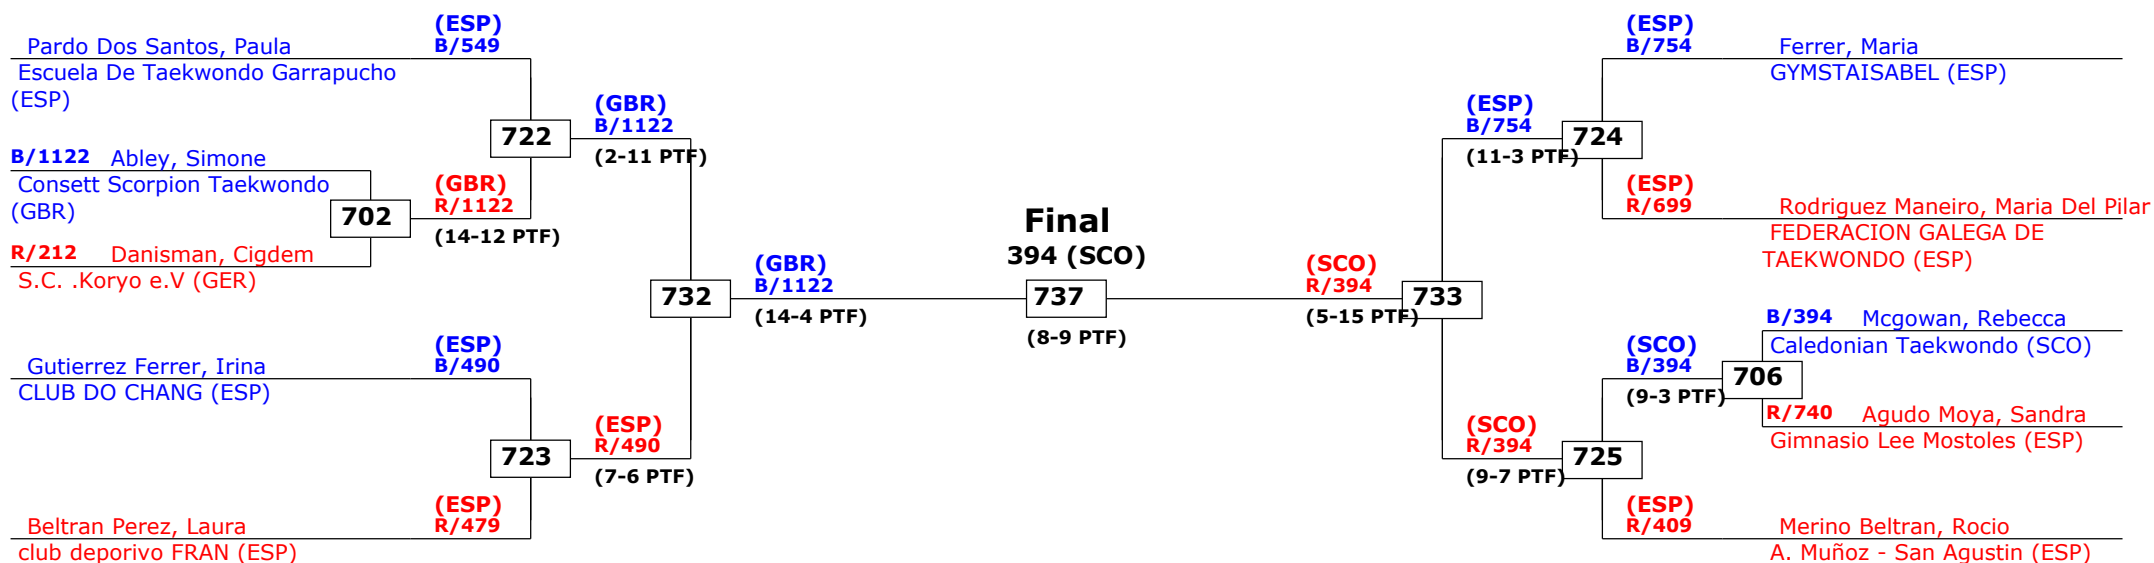 (ESP)
B/549
Pardo Dos Santos, Paula
Escuela De Taekwondo Garrapucho
(ESP)
722
(GBR)
B/1122
(2-11 PTF)
B/1122 Abley, Simone
Consett Scorpion Taekwondo
(GBR)
702
(GBR)
R/1122
(14-12 PTF)
R/212 Danisman, Cigdem
S.C. .Koryo e.V (GER)
732
(GBR)
B/1122
(14-4 PTF)
(ESP)
B/490
Gutierrez Ferrer, Irina
CLUB DO CHANG (ESP)
723
(ESP)
R/490
(7-6 PTF)
(ESP)
R/479
Beltran Perez, Laura
club deporivo FRAN (ESP)
Final
394 (SCO)
737
(8-9 PTF)
(ESP)
B/754
Ferrer, Maria
GYMSTAISABEL (ESP)
(ESP)
B/754
(11-3 PTF)
724
(ESP)
R/699
Rodriguez Maneiro, Maria Del Pilar
FEDERACION GALEGA DE
TAEKWONDO (ESP)
(SCO)
R/394
(5-15 PTF)
733
B/394 Mcgowan, Rebecca
Caledonian Taekwondo (SCO)
(SCO)
B/394
(9-3 PTF)
706
R/740 Agudo Moya, Sandra
Gimnasio Lee Mostoles (ESP)
(SCO)
R/394
(9-7 PTF)
725
(ESP)
R/409
Merino Beltran, Rocio
A. Muñoz - San Agustin (ESP)